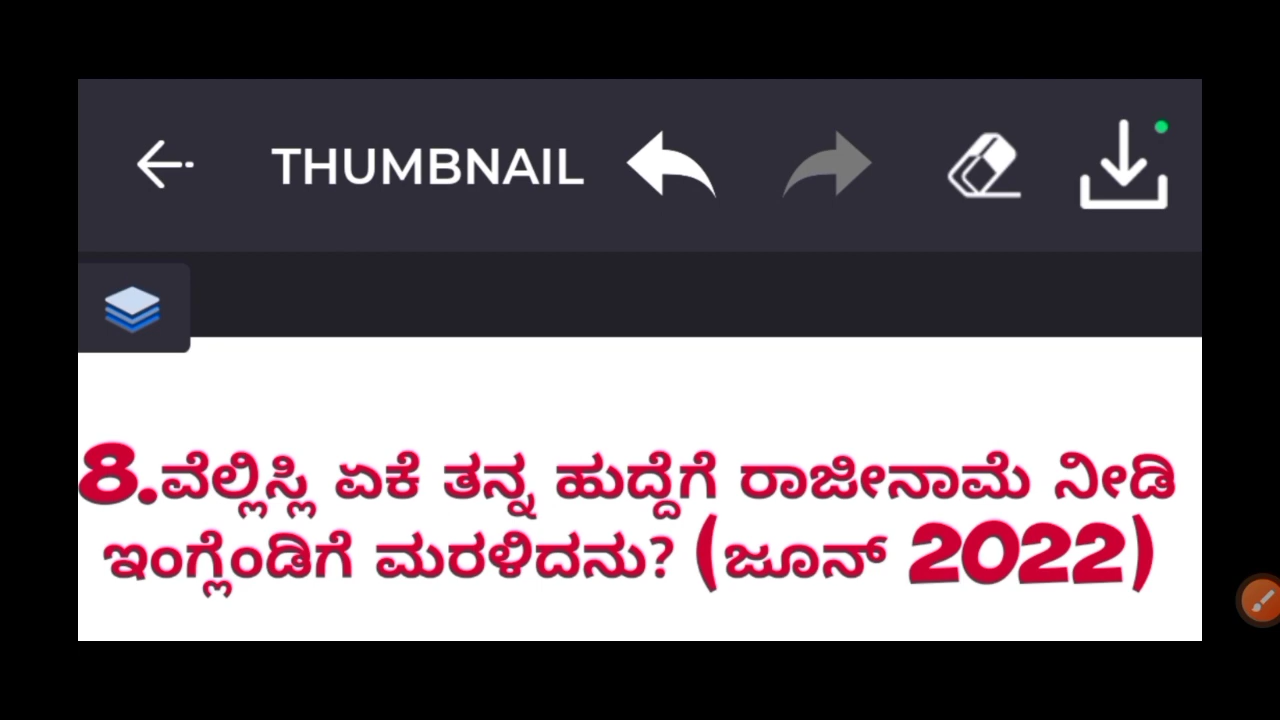 THUMBNAIL
8.ವೆಲ್ಲಿಸ್ಲಿ ಏಕೆ ತನ್ನ ಹುದ್ದೆಗೆ ರಾಜೀನಾಮೆ ನೀಡಿ
ಇಂಗ್ಲೆಂಡಿಗೆ ಮರಳಿದನು? (ಜೂನ್ 2022)